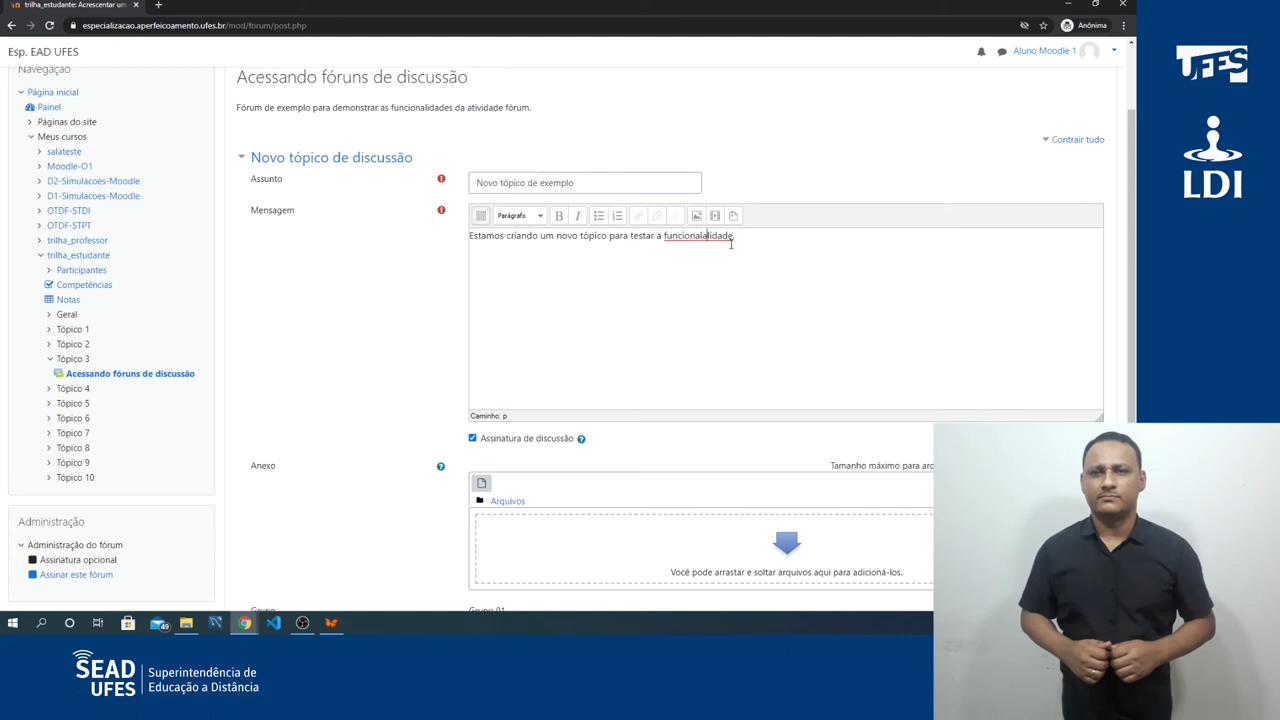 trilha_estudante: Acrescentar um
especializacao.aperfeicoamento.ufes.br/mod/forum/post.php
Anônima
Esp. EAD UFES
Aluno Moodle 1
Navegação
Página inicial
Painel
Páginas do site
Meus cursos
salateste
Moodle-O1
D2-Simulacoes-Moodle
D1-Simulacoes-Moodle
OTDF-STDI
OTDF-STPT
trilha_professor
trilha_estudante
Participantes
Competências
Notas
Geral
Tópico 1
Tópico 2
Tópico 3
Acessando fóruns de discussão
Tópico 4
Tópico 5
Tópico 6
Tópico 7
Tópico 8
Tópico 9
Tópico 10
Administração
Administração do fórum
Assinatura opcional
Assinar este fórum
Acessando fóruns de discussão
Fórum de exemplo para demonstrar as funcionalidades da atividade fórum.
Contrair tudo
Novo tópico de discussão
Assunto
Novo tópico de exemplo
Mensagem
Parágrafo
B I
Estamos criando um novo tópico para testar a funcionalalidade.
Caminho: p
Assinatura de discussão
Anexo
Tamanho máximo para arq
Arquivos
Você pode arrastar e soltar arquivos aqui para adicioná-los.
Grupo
Grupo 01
49
UFES
LDI
SEAD
UFES
Superintendência de
Educação a Distância